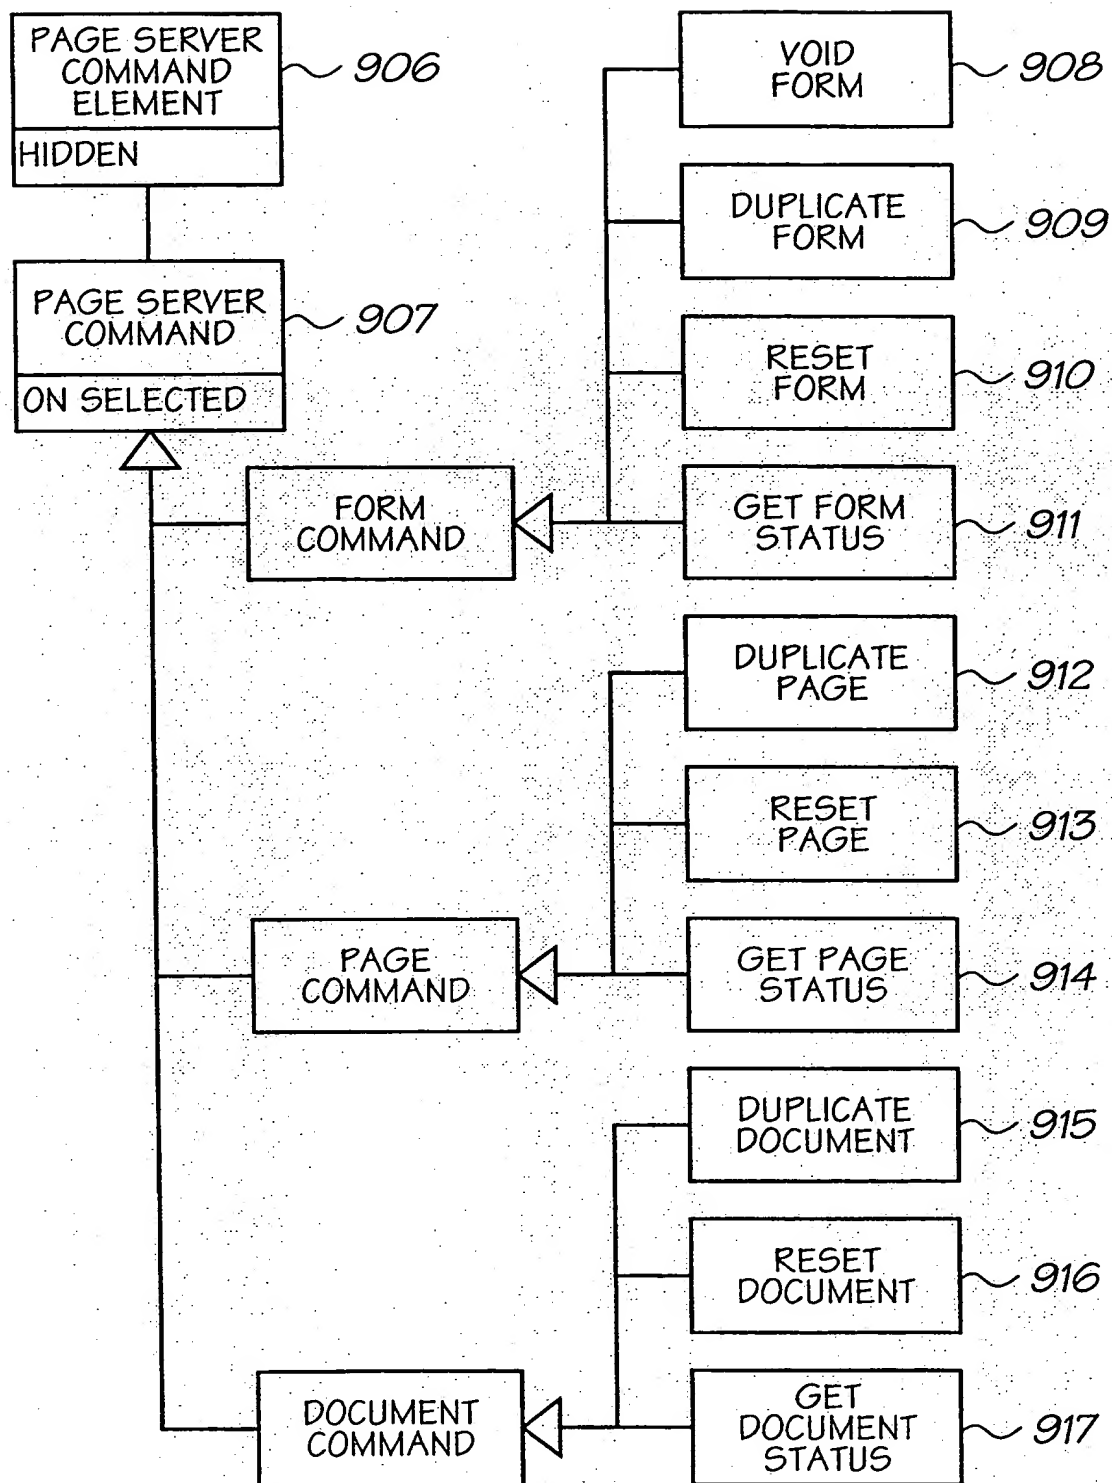 PAGE SERVER
COMMAND
ELEMENT
906
HIDDEN
PAGE SERVER
COMMAND
907
ON SELECTED
FORM
COMMAND
VOID
FORM
908
DUPLICATE
FORM
909
RESET
FORM
910
GET FORM
STATUS
911
PAGE
COMMAND
DUPLICATE
PAGE
912
RESET
PAGE
913
GET PAGE
STATUS
914
DOCUMENT
COMMAND
DUPLICATE
DOCUMENT
915
RESET
DOCUMENT
916
GET
DOCUMENT
STATUS
917